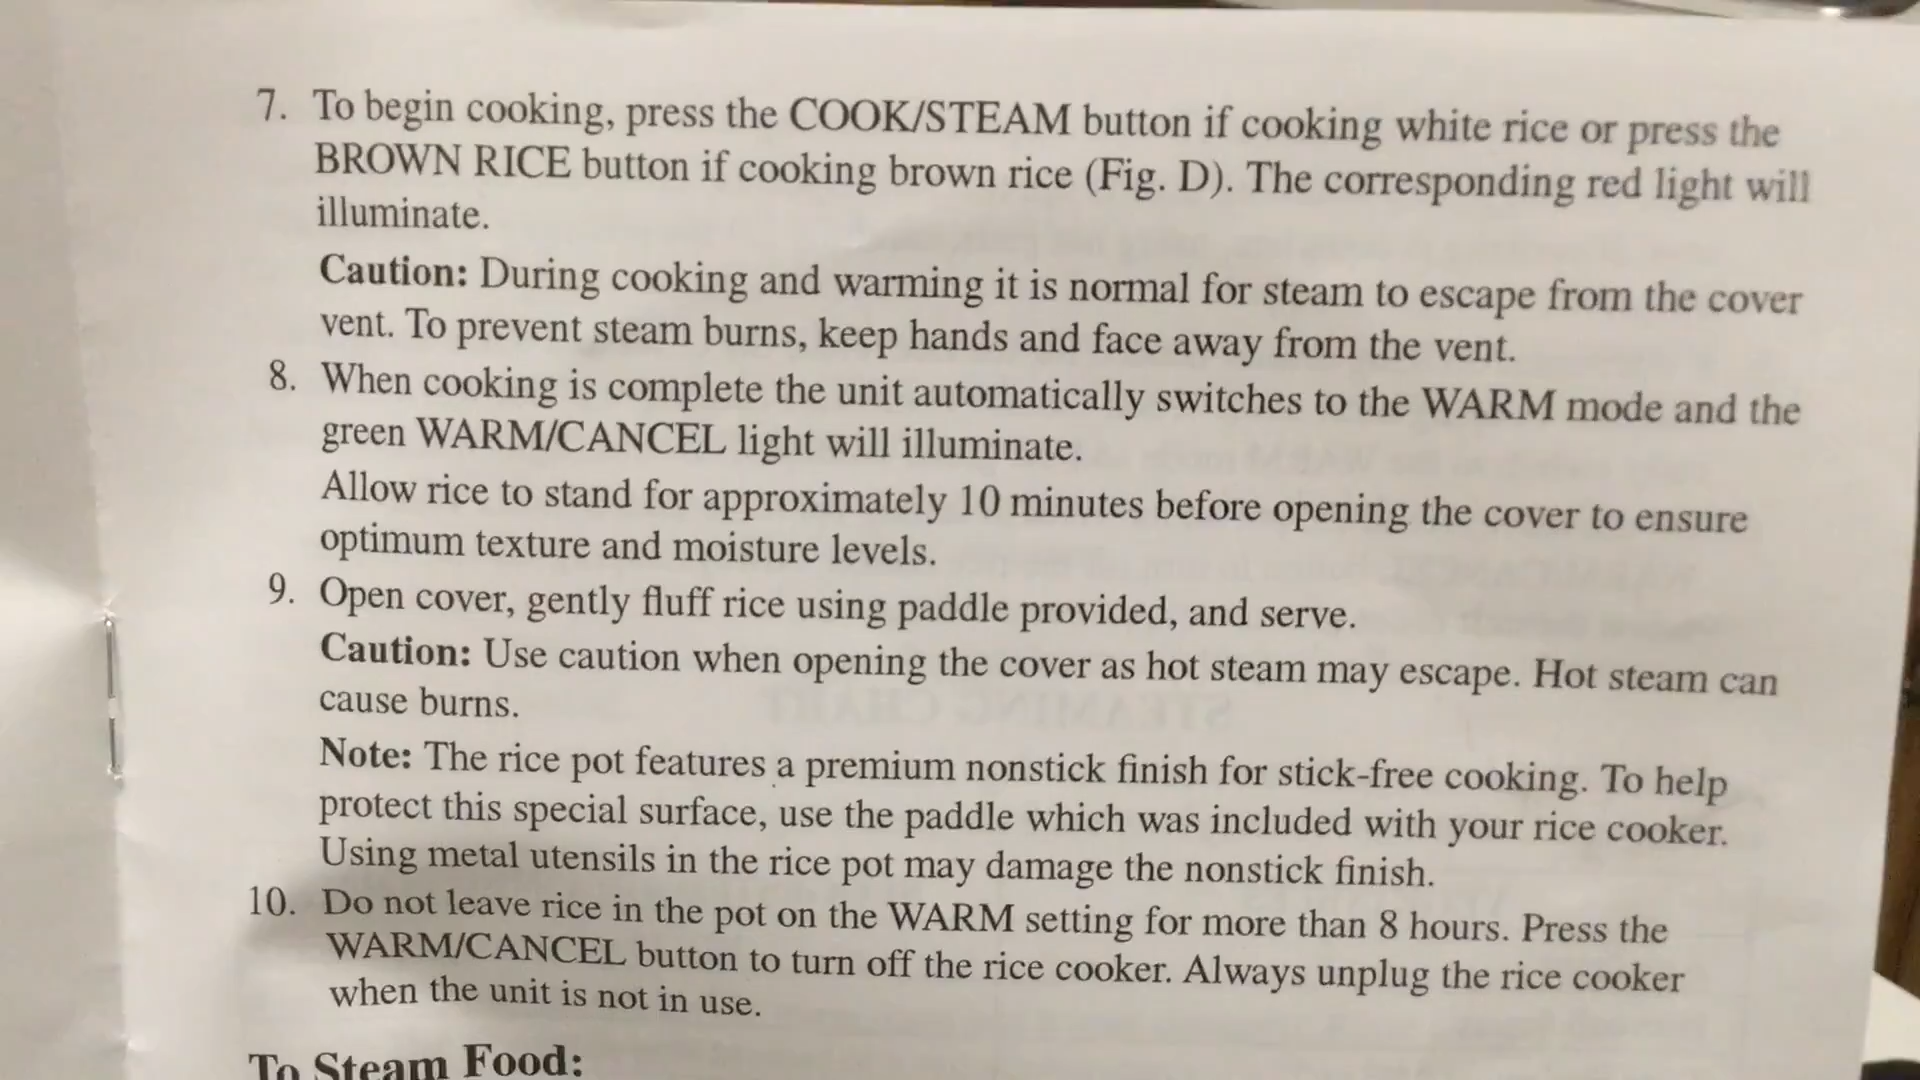 7. To begin cooking, press the COOK/STEAM button if cooking white rice or press the
BROWN RICE button if cooking brown rice (Fig. D). The corresponding red light will
illuminate.
Caution: During cooking and warming it is normal for steam to escape from the cover
vent. To prevent steam burns, keep hands and face away from the vent.
8. When cooking is complete the unit automatically switches to the WARM mode and the
green WARM/CANCEL light will illuminate.
Allow rice to stand for approximately 10 minutes before opening the cover to ensure
optimum texture and moisture levels.
9. Open cover, gently fluff rice using paddle provided, and serve.
Caution: Use caution when opening the cover as hot steam may escape. Hot steam can
cause burns.
Note: The rice pot features a premium nonstick finish for stick-free cooking. To help
protect this special surface, use the paddle which was included with your rice cooker.
Using metal utensils in the rice pot may damage the nonstick finish.
10. Do not leave rice in the pot on the WARM setting for more than 8 hours. Press the
WARM/CANCEL button to turn off the rice cooker. Always unplug the rice cooker
when the unit is not in use.
To Steam Food: